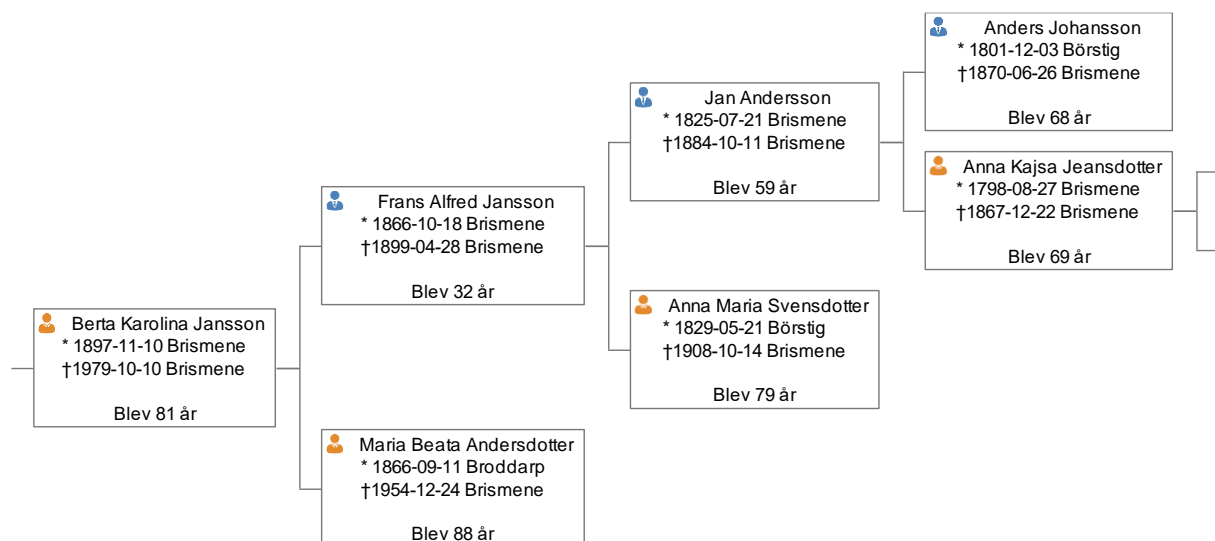 Anders Johansson
* 1801-12-03 Börstig
†1870-06-26 Brismene
Blev 68 år
Jan Andersson
* 1825-07-21 Brismene
†1884-10-11 Brismene
Blev 59 år
Anna Kajsa Jeansdotter
* 1798-08-27 Brismene
†1867-12-22 Brismene
Blev 69 år
Frans Alfred Jansson
* 1866-10-18 Brismene
†1899-04-28 Brismene
Blev 32 år
Anna Maria Svensdotter
* 1829-05-21 Börstig
†1908-10-14 Brismene
Blev 79 år
Berta Karolina Jansson
* 1897-11-10 Brismene
†1979-10-10 Brismene
Blev 81 år
Maria Beata Andersdotter
* 1866-09-11 Broddarp
†1954-12-24 Brismene
Blev 88 år